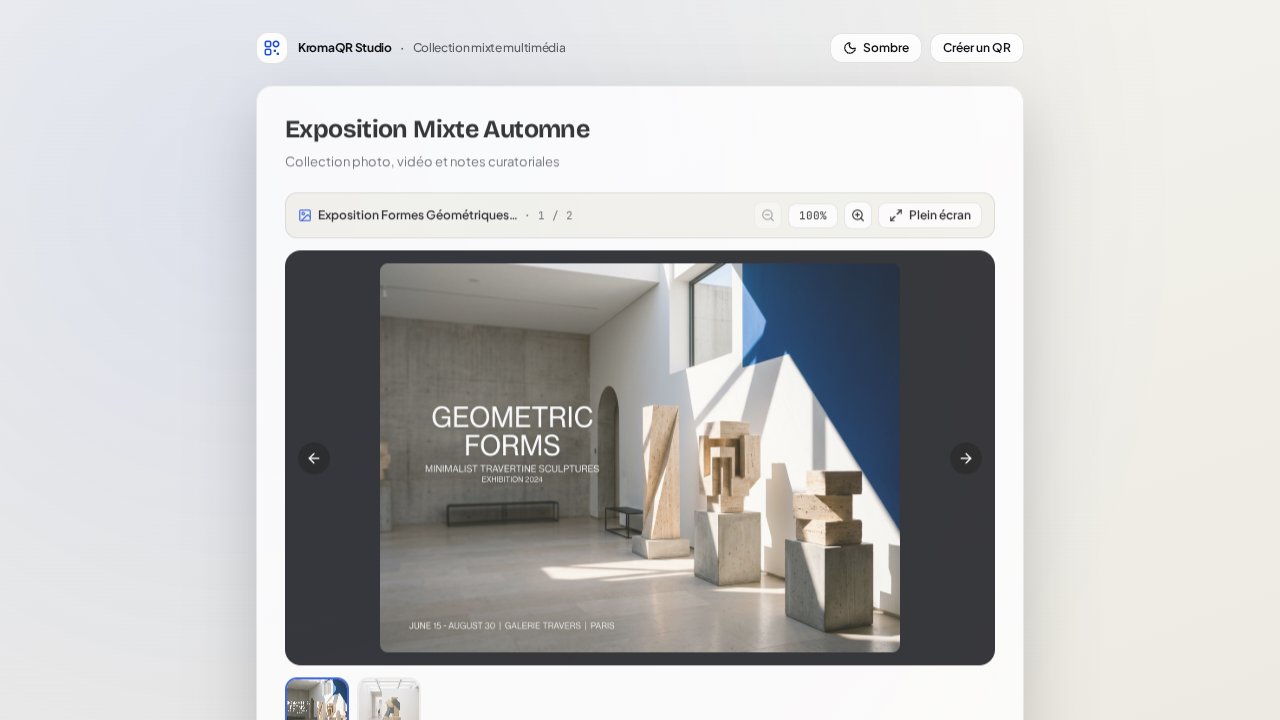 KromaQR Studio · Collection mixte multimédia
Sombre
Créer un QR
Exposition Mixte Automne
Collection photo, vidéo et notes curatoriales
Exposition Formes Géométriques… · 1 / 2
100%
Plein écran
GEOMETRIC
FORMS
MINIMALIST TRAVERTINE SCULPTURES
EXHIBITION 2024
JUNE 15 - AUGUST 30 | GALERIE TRAVERS | PARIS